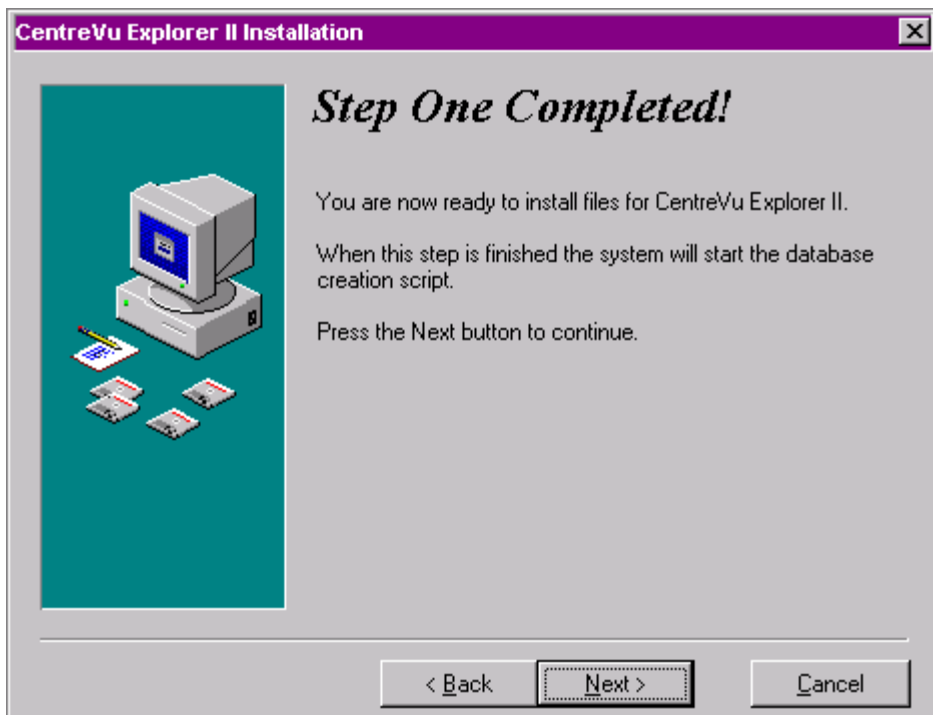 CentreVu Explorer II Installation
Step One Completed!
You are now ready to install files for CentreVu Explorer II.
When this step is finished the system will start the database
creation script.
Press the Next button to continue.
< Back Next > Cancel